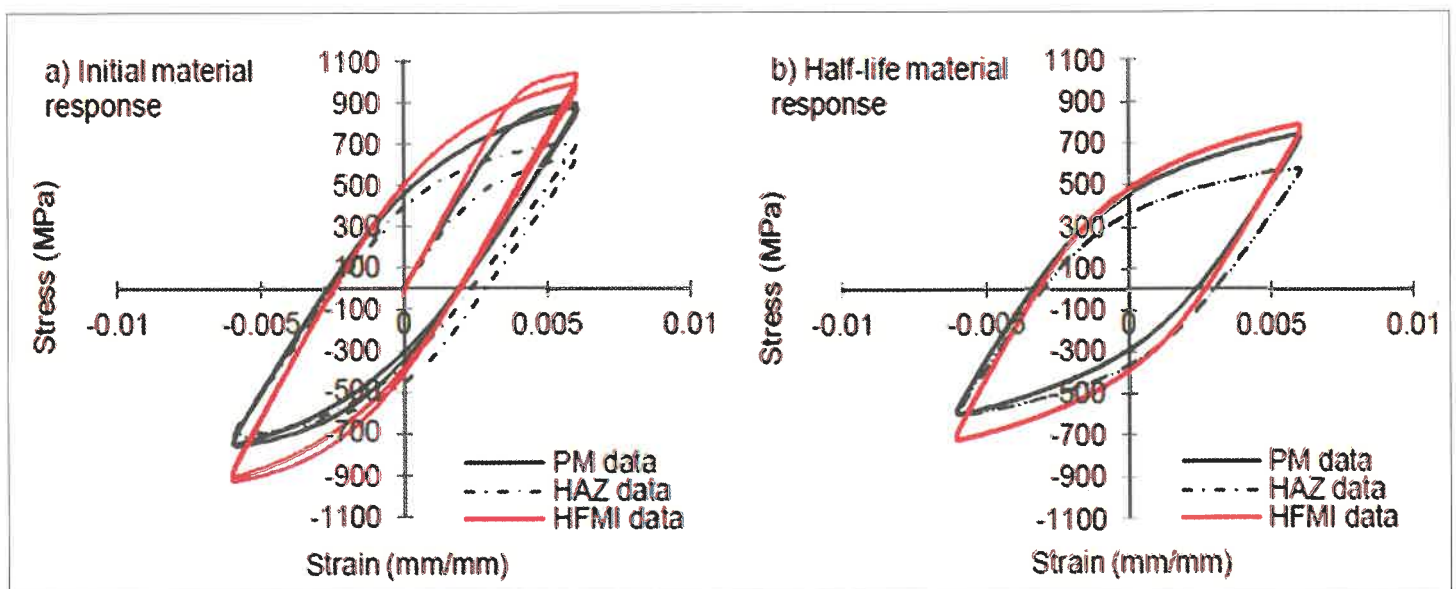 a) Initial material
response
1100
900
700
500
300
100
-100
-300
-500
-700
-900
-1100
-0.01
-0.005
0
0.005
0.01
Stress (MPa)
Strain (mm/mm)
PM data
HAZ data
HFMI data
b) Half-life material
response
1100
900
700
500
300
100
-100
-300
-500
-700
-900
-1100
-0.01
-0.005
0
0.005
0.01
Stress (MPa)
Strain (mm/mm)
PM data
HAZ data
HFMI data